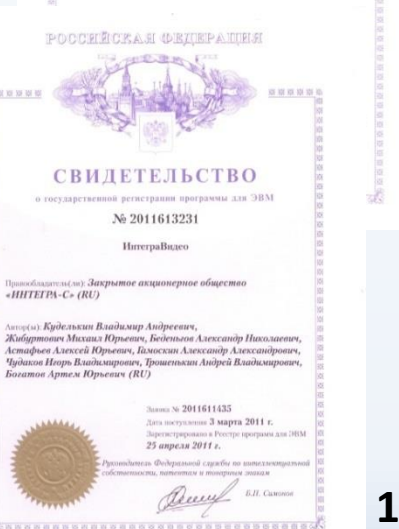 РОССИЙСКАЯ ФЕДЕРАЦИЯ
СВИДЕТЕЛЬСТВО
о государственной регистрации программы для ЭВМ
№ 2011613231
ИнтеграВидео
Правообладатель(ли): Закрытое акционерное общество
«ИНТЕГРА-С» (RU)
Автор(ы): Куделькин Владимир Андреевич,
Жибуртович Михаил Юрьевич, Беденьгов Александр Николаевич,
Астафьев Алексей Юрьевич, Гамоскин Александр Александрович,
Чудаков Игорь Владимирович, Трошенькин Андрей Владимирович,
Богатов Артем Юрьевич (RU)
Заявка № 2011611435
Дата поступления 3 марта 2011 г.
Зарегистрировано в Реестре программ для ЭВМ
25 апреля 2011 г.
Руководитель Федеральной службы по интеллектуальной
собственности, патентам и товарным знакам
Б.П. Симонов
1